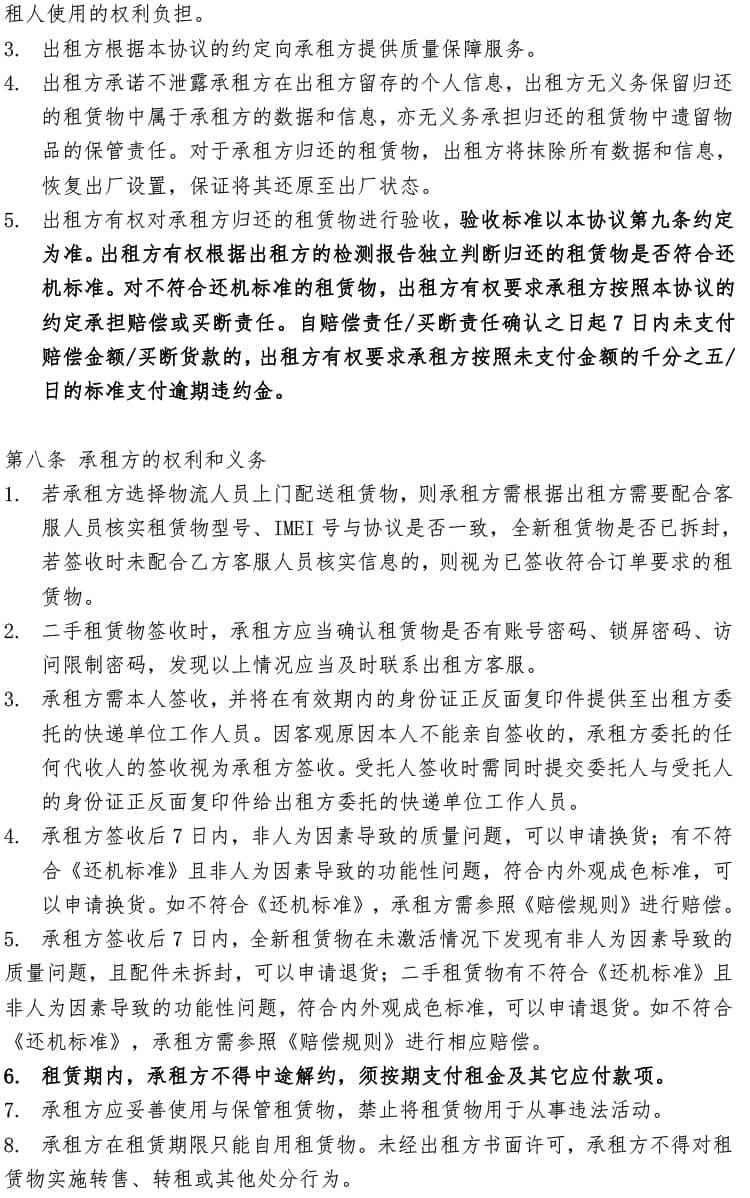 租人使用的权利负担。
3. 出租方根据本协议的约定向承租方提供质量保障服务。
4. 出租方承诺不泄露承租方在出租方留存的个人信息，出租方无义务保留归还
的租赁物中属于承租方的数据和信息，亦无义务承担归还的租赁物中遗留物
品的保管责任。对于承租方归还的租赁物，出租方将抹除所有数据和信息，
恢复出厂设置，保证将其还原至出厂状态。
5. 出租方有权对承租方归还的租赁物进行验收，验收标准以本协议第九条约定
为准。出租方有权根据出租方的检测报告独立判断归还的租赁物是否符合还
机标准。对不符合还机标准的租赁物，出租方有权要求承租方按照本协议的
约定承担赔偿或买断责任。自赔偿责任/买断责任确认之日起 7 日内未支付
赔偿金额/买断货款的，出租方有权要求承租方按照未支付金额的千分之五/
日的标准支付逾期违约金。
第八条 承租方的权利和义务
1. 若承租方选择物流人员上门配送租赁物，则承租方需根据出租方需要配合客
服人员核实租赁物型号、IMEI 号与协议是否一致，全新租赁物是否已拆封，
若签收时未配合乙方客服人员核实信息的，则视为已签收符合订单要求的租
赁物。
2. 二手租赁物签收时，承租方应当确认租赁物是否有账号密码、锁屏密码、访
问限制密码，发现以上情况应当及时联系出租方客服。
3. 承租方需本人签收，并将在有效期内的身份证正反面复印件提供至出租方委
托的快递单位工作人员。因客观原因本人不能亲自签收的，承租方委托的任
何代收人的签收视为承租方签收。受托人签收时需同时提交委托人与受托人
的身份证正反面复印件给出租方委托的快递单位工作人员。
4. 承租方签收后 7 日内，非人为因素导致的质量问题，可以申请换货；有不符
合《还机标准》且非人为因素导致的功能性问题，符合内外观成色标准，可
以申请换货。如不符合《还机标准》，承租方需参照《赔偿规则》进行赔偿。
5. 承租方签收后 7 日内，全新租赁物在未激活情况下发现有非人为因素导致的
质量问题，且配件未拆封，可以申请退货；二手租赁物有不符合《还机标准》且
非人为因素导致的功能性问题，符合内外观成色标准，可以申请退货。如不符合
《还机标准》，承租方需参照《赔偿规则》进行相应赔偿。
6. 租赁期内，承租方不得中途解约，须按期支付租金及其它应付款项。
7. 承租方应妥善使用与保管租赁物，禁止将租赁物用于从事违法活动。
8. 承租方在租赁期限只能自用租赁物。未经出租方书面许可，承租方不得对租
赁物实施转售、转租或其他处分行为。